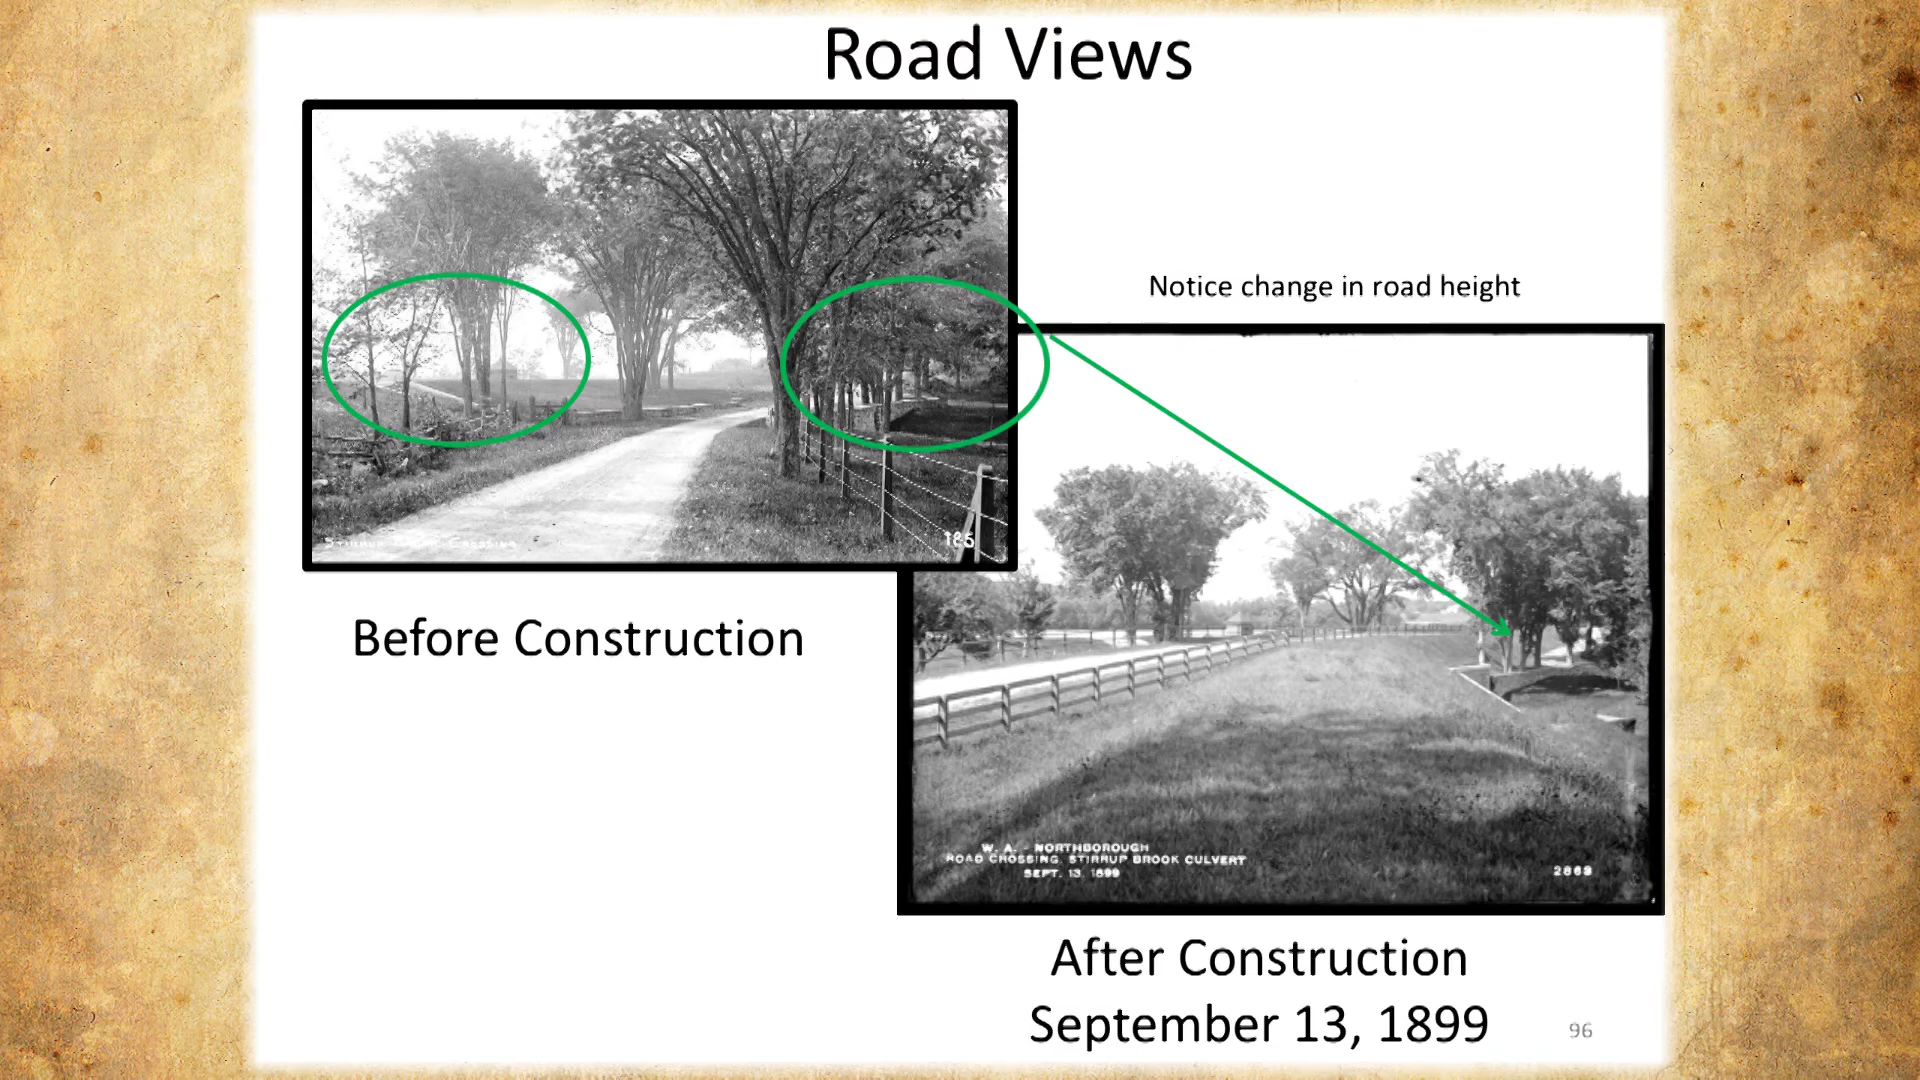 Road Views
Notice change in road height
185
Before Construction
W. A. - NORTHBOROUGH
ROAD CROSSING. STIRRUP BROOK CULVERT
SEPT. 13. 1899
2868
After Construction
September 13, 1899
96